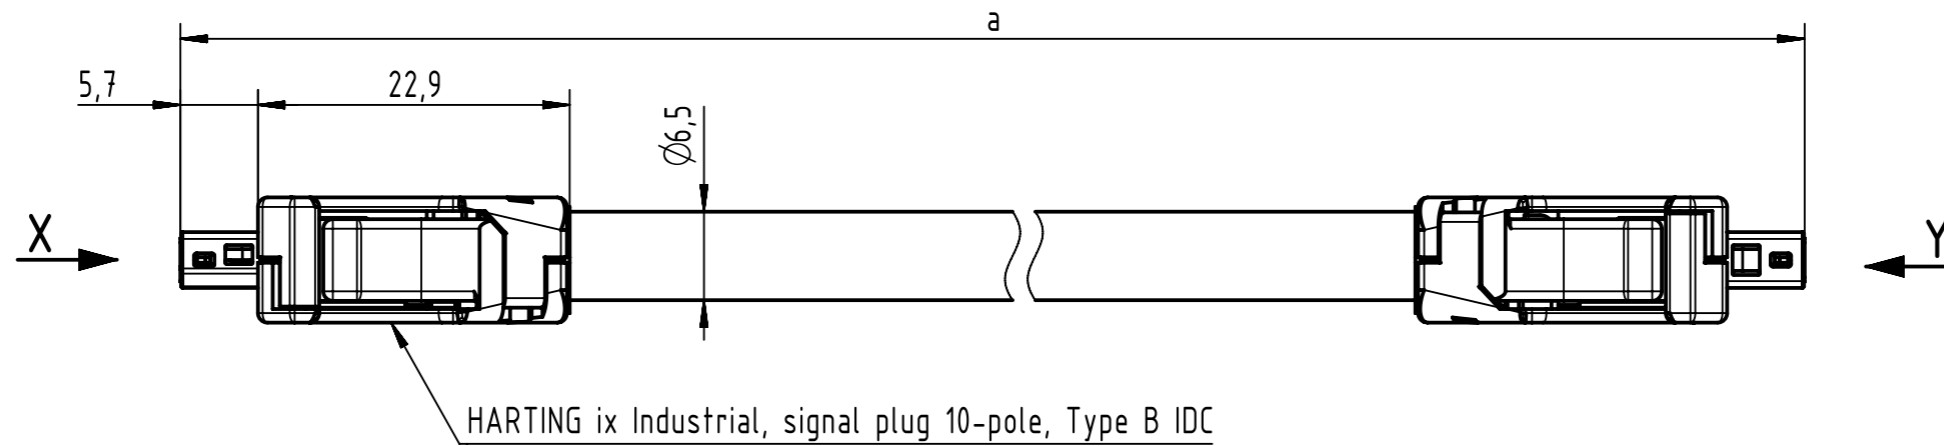 a
5,7
22,9
Ø6,5
X
Y
HARTING ix Industrial, signal plug 10-pole, Type B IDC